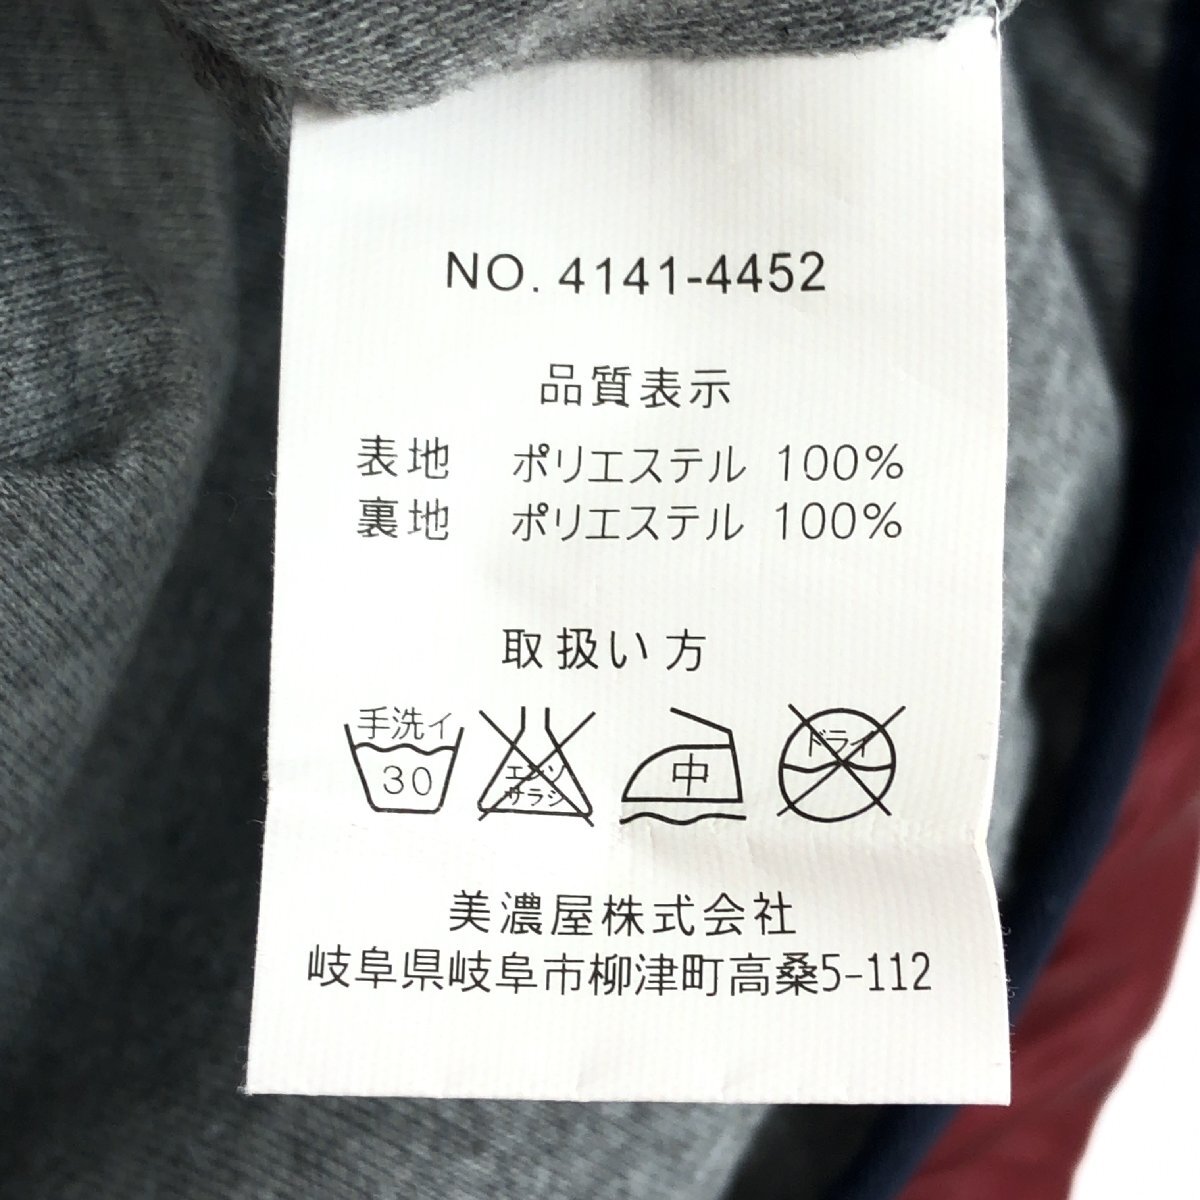 NO. 4141-4452
品質表示
表地 ポリエステル 100%
裏地 ポリエステル 100%
取扱い方
手洗イ
30
エンソ
サラシ
中
ドライ
美濃屋株式会社
岐阜県岐阜市柳津町高桑5-112